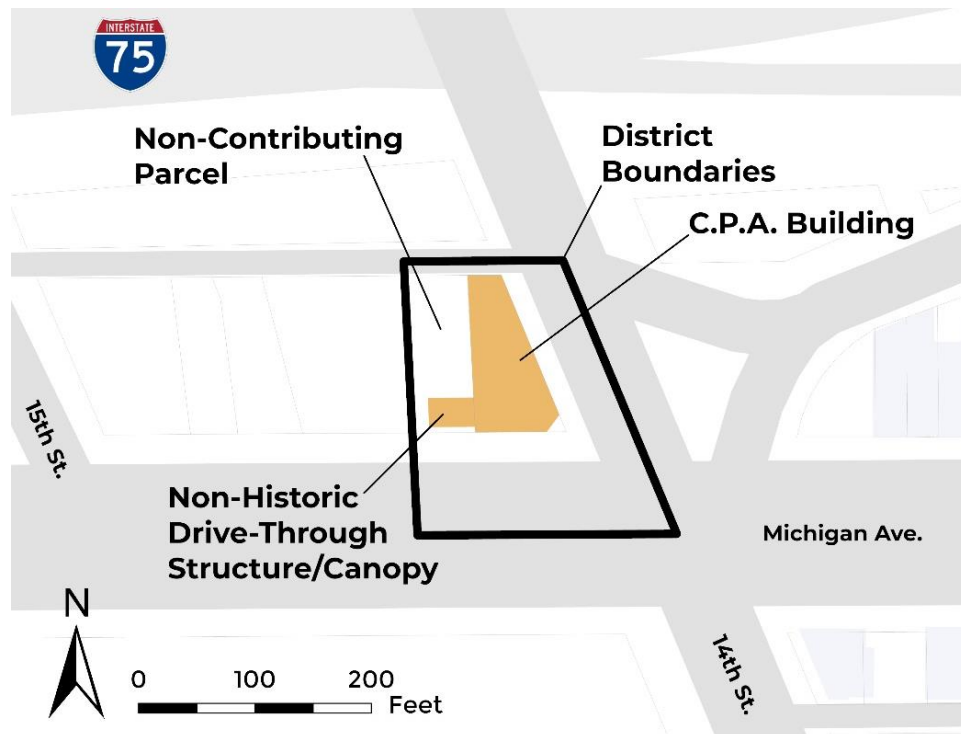 INTERSTATE
75
Non-Contributing
Parcel
District
Boundaries
C.P.A. Building
15th St.
Non-Historic
Drive-Through
Structure/Canopy
Michigan Ave.
14th St.
N
0 100 200
Feet